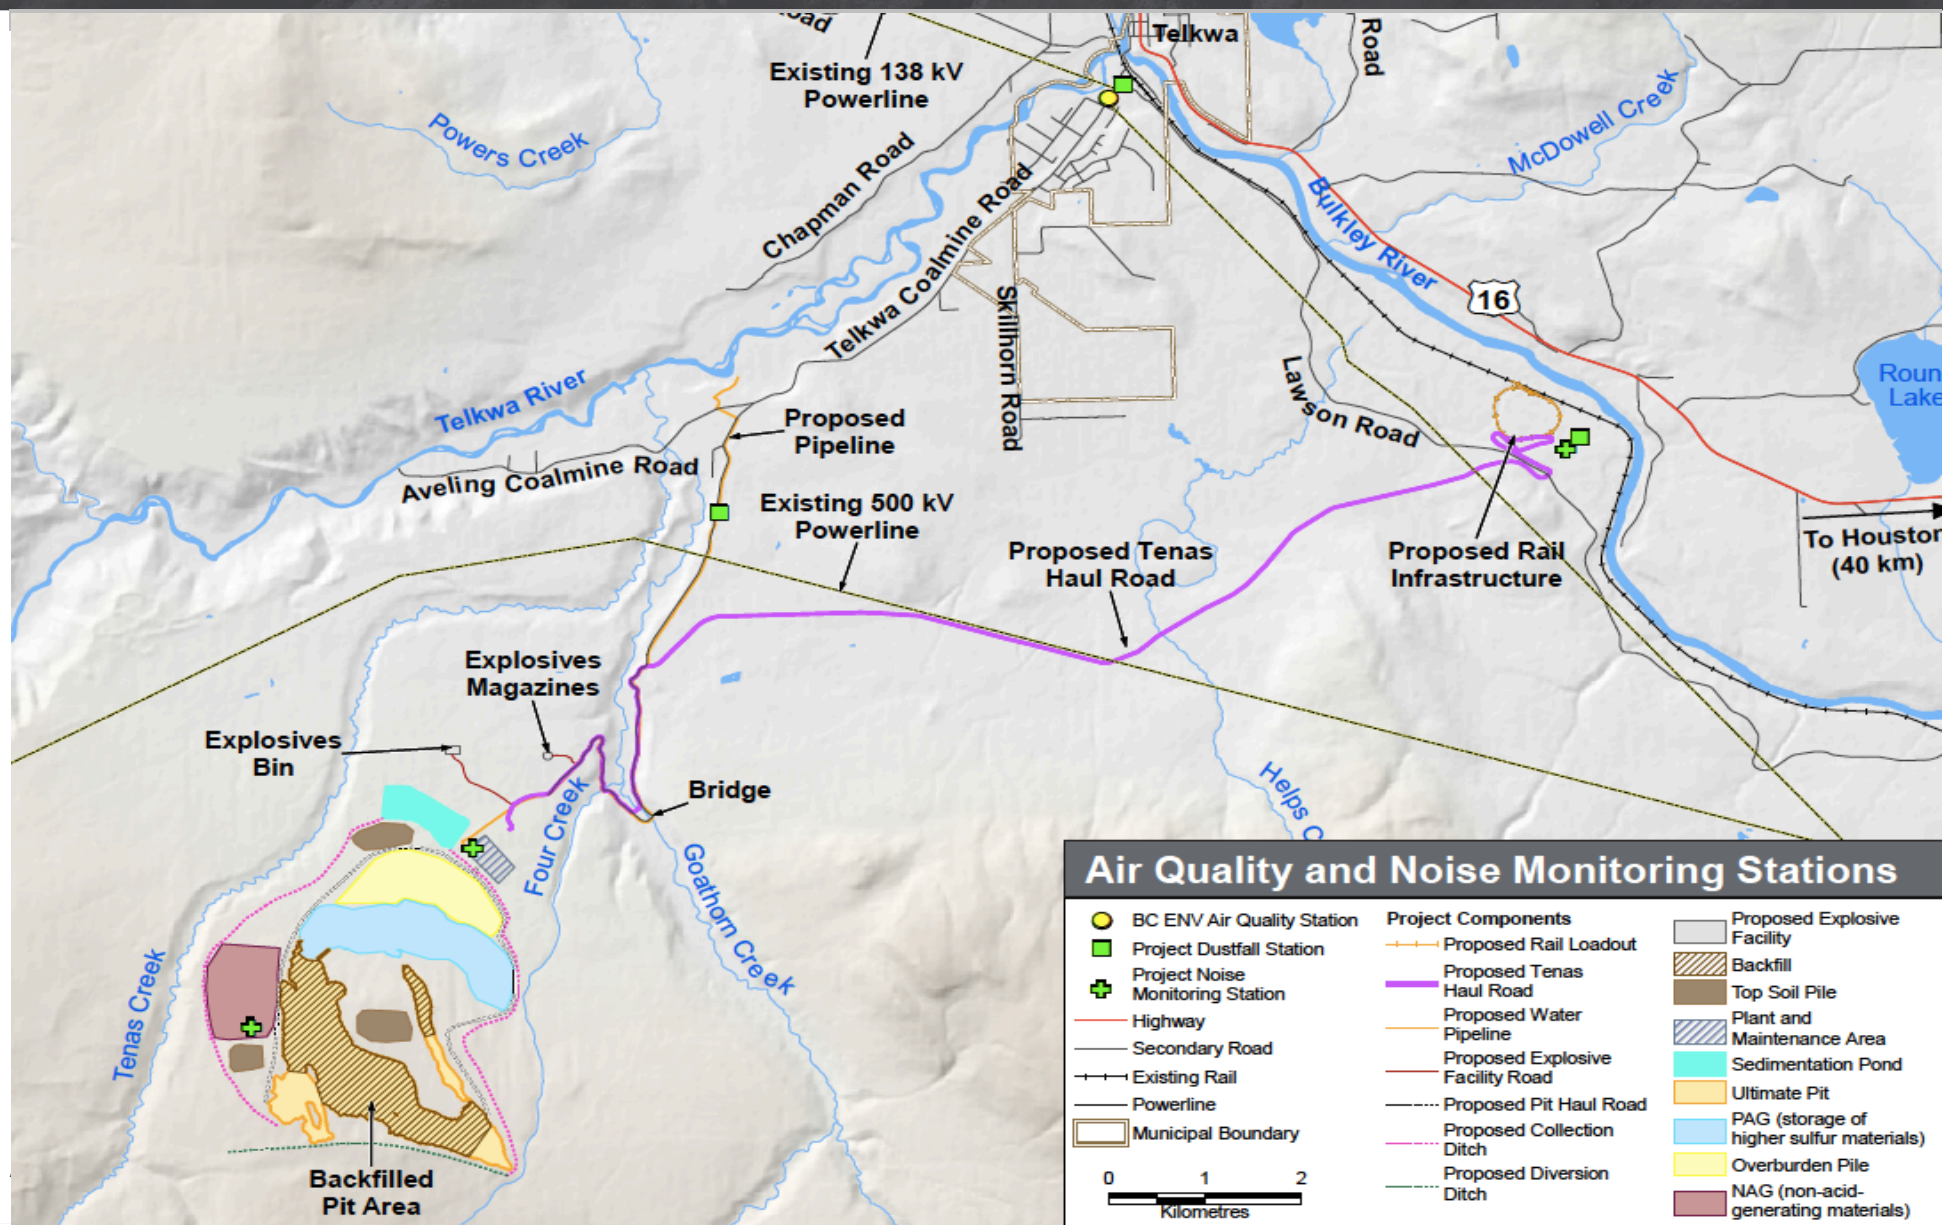 oad
Telkwa
Road
Existing 138 kV
Powerline
Powers Creek
McDowell Creek
Chapman Road
Bulkley River
Telkwa Coalmine Road
16
Skillhorn Road
Lawson Road
Roun
Lake
Telkwa River
Proposed
Pipeline
Aveling Coalmine Road
Existing 500 kV
Powerline
Proposed Tenas
Haul Road
Proposed Rail
Infrastructure
To Houston
(40 km)
Explosives
Magazines
Explosives
Bin
Bridge
Four Creek
Helps C
Goathorn Creek
Tenas Creek
Backfilled
Pit Area
Air Quality and Noise Monitoring Stations
BC ENV Air Quality Station
Project Dustfall Station
Project Noise
Monitoring Station
Highway
Secondary Road
Existing Rail
Powerline
Municipal Boundary
0 1 2
Kilometres
Project Components
Proposed Rail Loadout
Proposed Tenas
Haul Road
Proposed Water
Pipeline
Proposed Explosive
Facility Road
Proposed Pit Haul Road
Proposed Collection
Ditch
Proposed Diversion
Ditch
Proposed Explosive
Facility
Backfill
Top Soil Pile
Plant and
Maintenance Area
Sedimentation Pond
Ultimate Pit
PAG (storage of
higher sulfur materials)
Overburden Pile
NAG (non-acid-
generating materials)